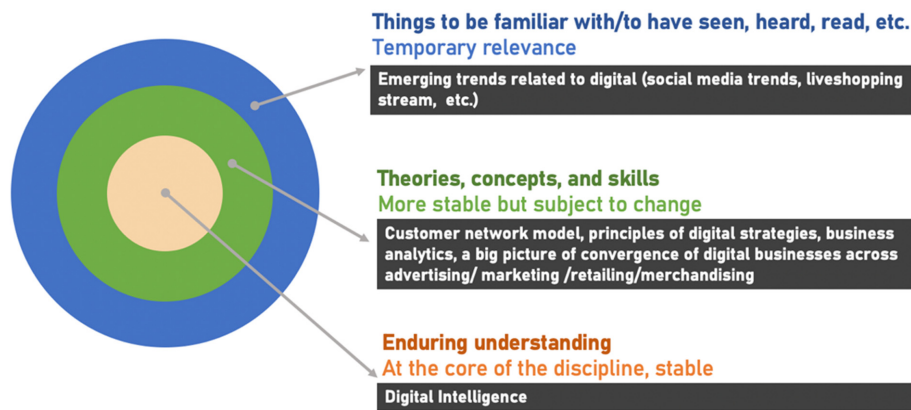 Things to be familiar with/to have seen, heard, read, etc.
Temporary relevance
Emerging trends related to digital (social media trends, liveshopping
stream, etc.)
Theories, concepts, and skills
More stable but subject to change
Customer network model, principles of digital strategies, business
analytics, a big picture of convergence of digital businesses across
advertising/ marketing /retailing/merchandising
Enduring understanding
At the core of the discipline, stable
Digital Intelligence